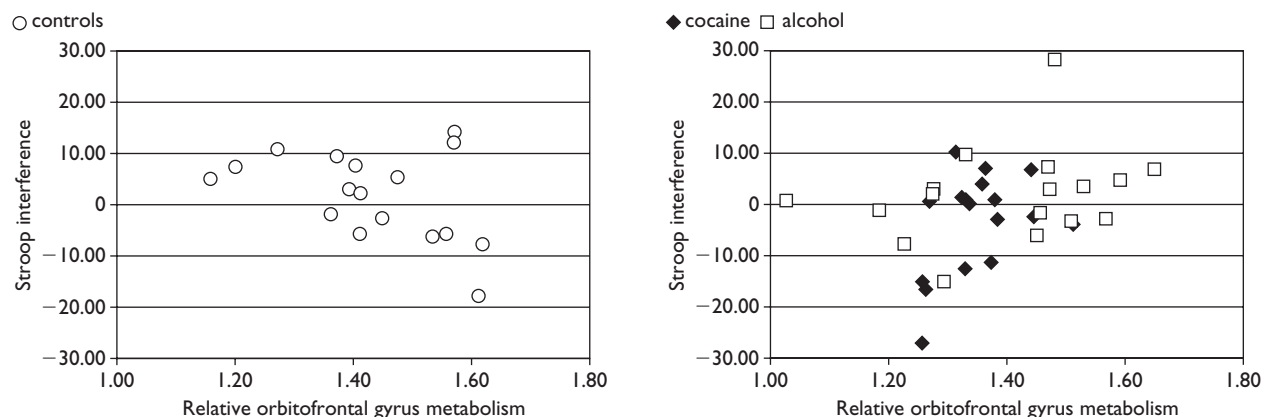 controls
30.00
20.00
10.00
0
−10.00
−20.00
−30.00
Stroop interference
1.00 1.20 1.40 1.60 1.80
Relative orbitofrontal gyrus metabolism
cocaine alcohol
30.00
20.00
10.00
0
−10.00
−20.00
−30.00
Stroop interference
1.00 1.20 1.40 1.60 1.80
Relative orbitofrontal gyrus metabolism